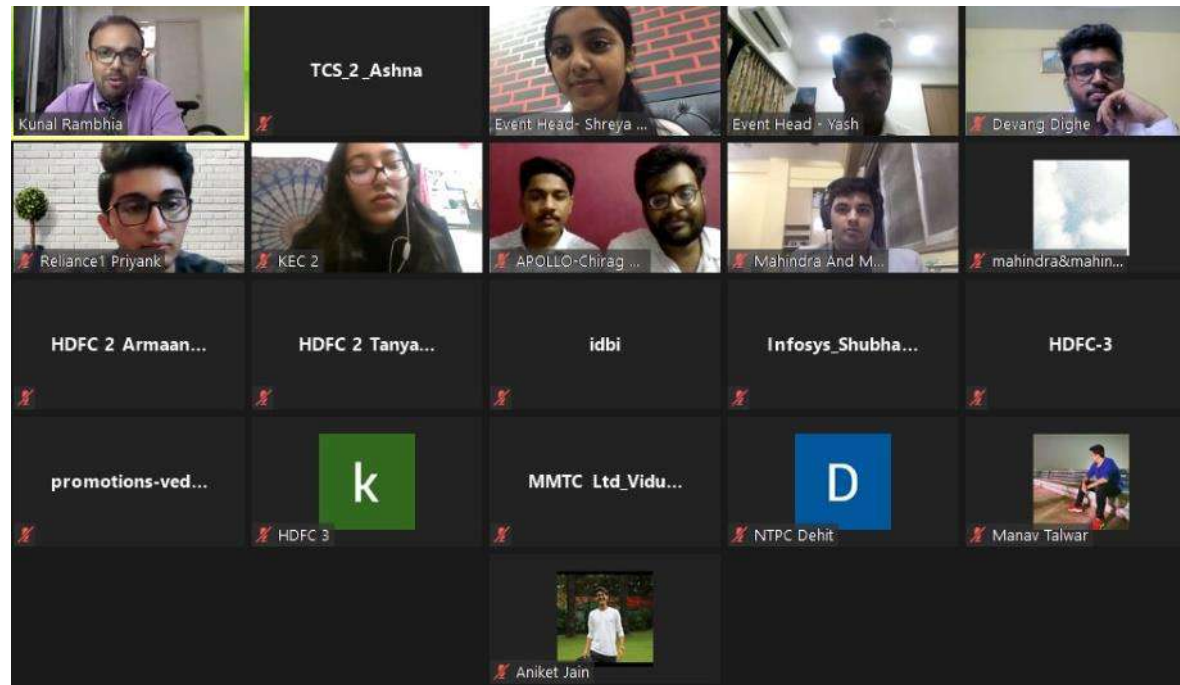 Kunal Rambhia
TCS_2_Ashna
Event Head- Shreya ...
Event Head - Yash
Devang Dighe
Reliance1 Priyank
KEC 2
APOLLO-Chirag ...
Mahindra And M...
mahindra&mahin...
HDFC 2 Armaan...
HDFC 2 Tanya...
idbi
Infosys_Shubha...
HDFC-3
promotions-ved...
k
HDFC 3
MMTC Ltd_Vidu...
D
NTPC Dehit
Manav Talwar
Aniket Jain